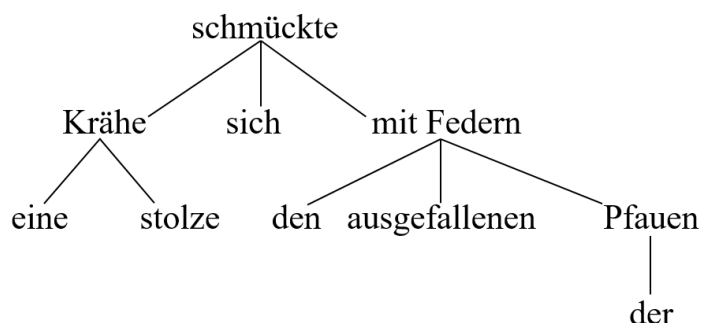 schmückte
Krähe sich mit Federn
eine stolze den ausgefallenen Pfauen
der